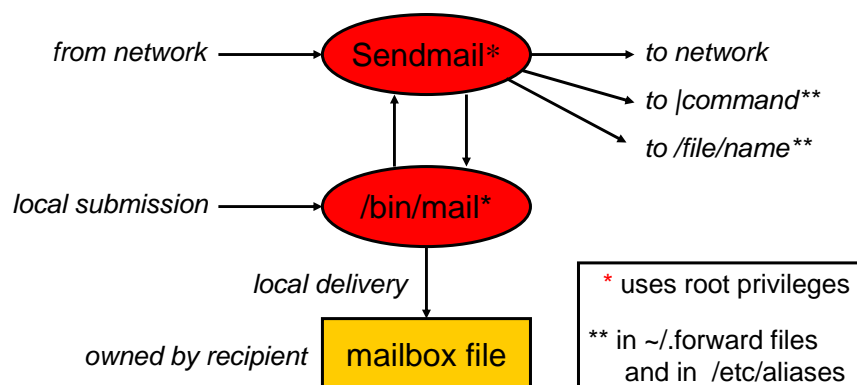 from network
Sendmail*
to network
to |command**
to /file/name**
local submission
/bin/mail*
local delivery
owned by recipient
mailbox file
* uses root privileges
** in ~/.forward files
and in /etc/aliases